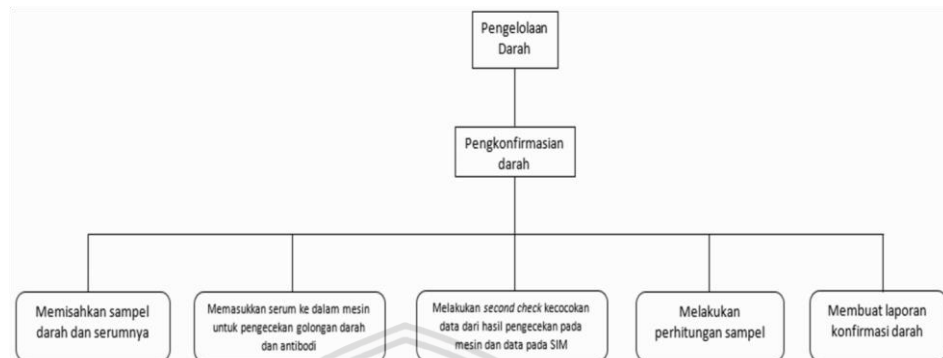 Pengelolaan
Darah
Pengkonfirmasian
darah
Memisahkan sampel
darah dan serumnya
Memasukkan serum ke dalam mesin
untuk pengecekan golongan darah
dan antibodi
Melakukan second check kecocokan
data dari hasil pengecekan pada
mesin dan data pada SIM
Melakukan
perhitungan sampel
Membuat laporan
konfirmasi darah